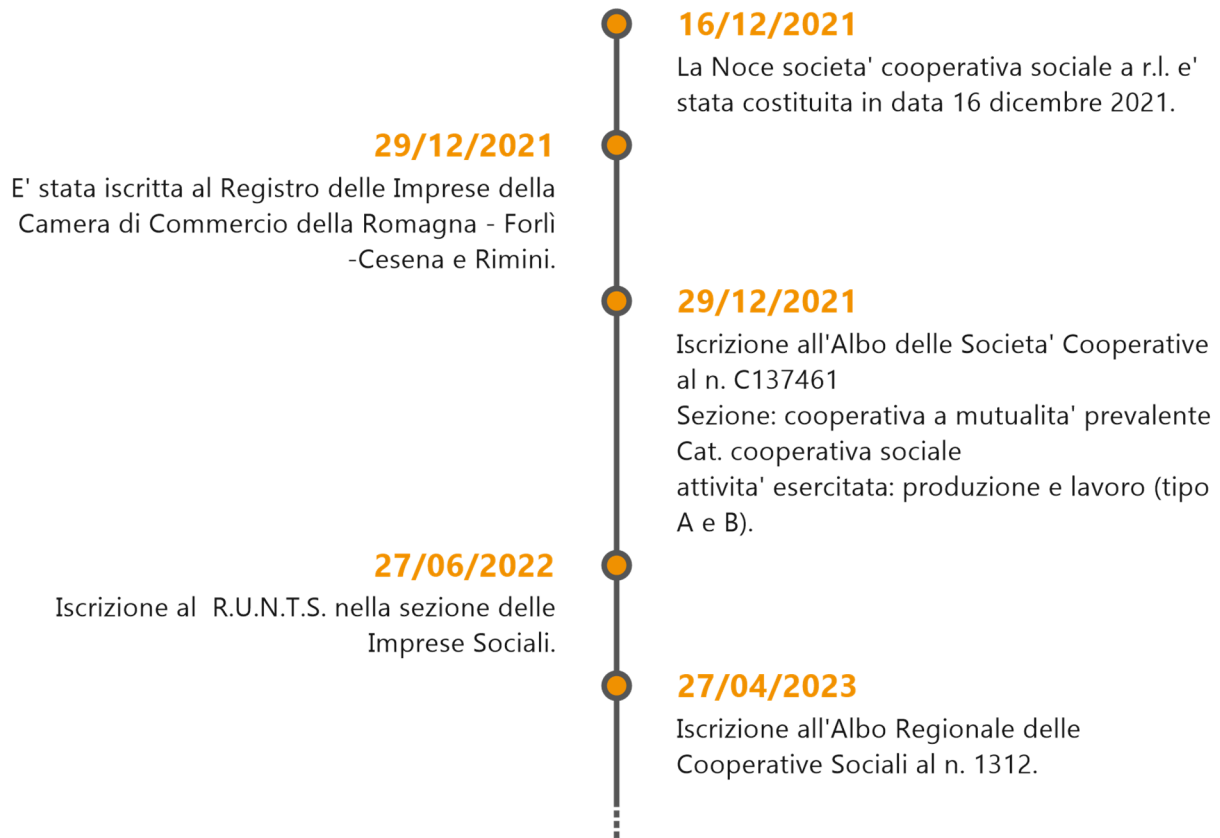 16/12/2021
La Noce societa' cooperativa sociale a r.l. e'
stata costituita in data 16 dicembre 2021.
29/12/2021
E' stata iscritta al Registro delle Imprese della
Camera di Commercio della Romagna - Forlì
-Cesena e Rimini.
29/12/2021
Iscrizione all'Albo delle Societa' Cooperative
al n. C137461
Sezione: cooperativa a mutualita' prevalente
Cat. cooperativa sociale
attivita' esercitata: produzione e lavoro (tipo
A e B).
27/06/2022
Iscrizione al  R.U.N.T.S. nella sezione delle
Imprese Sociali.
27/04/2023
Iscrizione all'Albo Regionale delle
Cooperative Sociali al n. 1312.